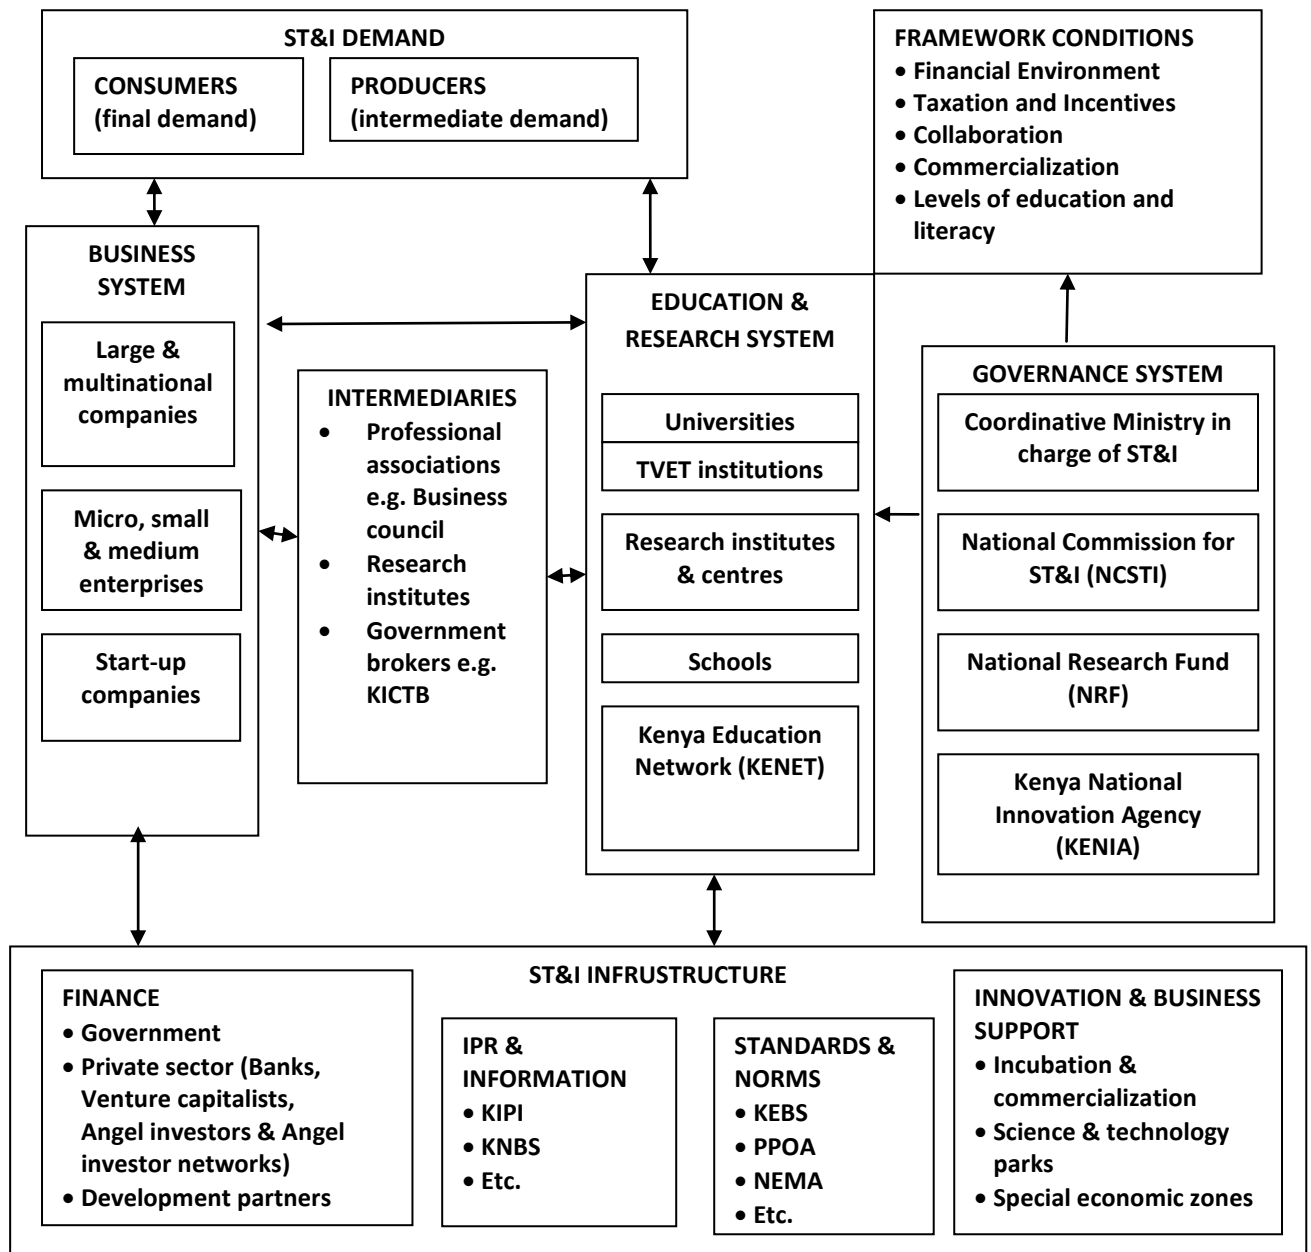 ST&I DEMAND
CONSUMERS
(final demand)
PRODUCERS
(intermediate demand)
FRAMEWORK CONDITIONS
• Financial Environment
• Taxation and Incentives
• Collaboration
• Commercialization
• Levels of education and
literacy
BUSINESS
SYSTEM
Large &
multinational
companies
Micro, small
& medium
enterprises
Start-up
companies
INTERMEDIARIES
• Professional
associations
e.g. Business
council
• Research
institutes
• Government
brokers e.g.
KICTB
EDUCATION &
RESEARCH SYSTEM
Universities
TVET institutions
Research institutes
& centres
Schools
Kenya Education
Network (KENET)
GOVERNANCE SYSTEM
Coordinative Ministry in
charge of ST&I
National Commission for
ST&I (NCSTI)
National Research Fund
(NRF)
Kenya National
Innovation Agency
(KENIA)
ST&I INFRUSTRUCTURE
FINANCE
• Government
• Private sector (Banks,
Venture capitalists,
Angel investors & Angel
investor networks)
• Development partners
IPR &
INFORMATION
• KIPI
• KNBS
• Etc.
STANDARDS &
NORMS
• KEBS
• PPOA
• NEMA
• Etc.
INNOVATION & BUSINESS
SUPPORT
• Incubation &
commercialization
• Science & technology
parks
• Special economic zones